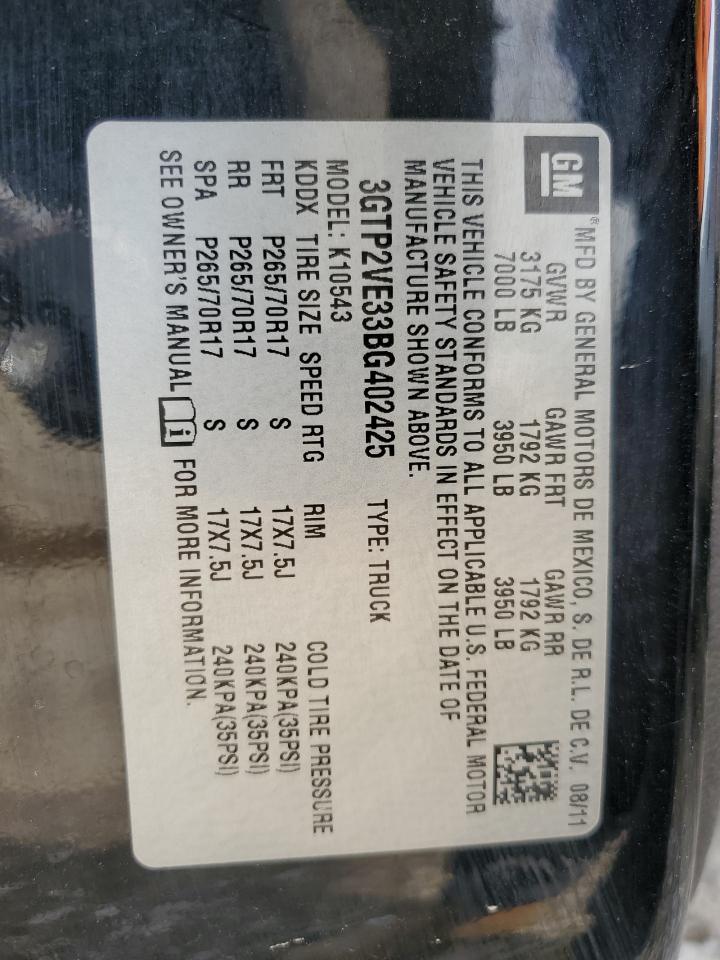 GM ® MFD BY GENERAL MOTORS DE MEXICO, S. DE R.L. DE C.V. 08/11
GVWR GAWR FRT GAWR RR
3175 KG 1792 KG 1792 KG
7000 LB 3950 LB 3950 LB
THIS VEHICLE CONFORMS TO ALL APPLICABLE U.S. FEDERAL MOTOR
VEHICLE SAFETY STANDARDS IN EFFECT ON THE DATE OF
MANUFACTURE SHOWN ABOVE.
3GTP2VE33BG402425 TYPE: TRUCK
MODEL: K10543
KDDX TIRE SIZE SPEED RTG RIM COLD TIRE PRESSURE
FRT P265/70R17 S 17X7.5J 240KPA(35PSI)
RR P265/70R17 S 17X7.5J 240KPA(35PSI)
SPA P265/70R17 S 17X7.5J 240KPA(35PSI)
SEE OWNER'S MANUAL i FOR MORE INFORMATION.